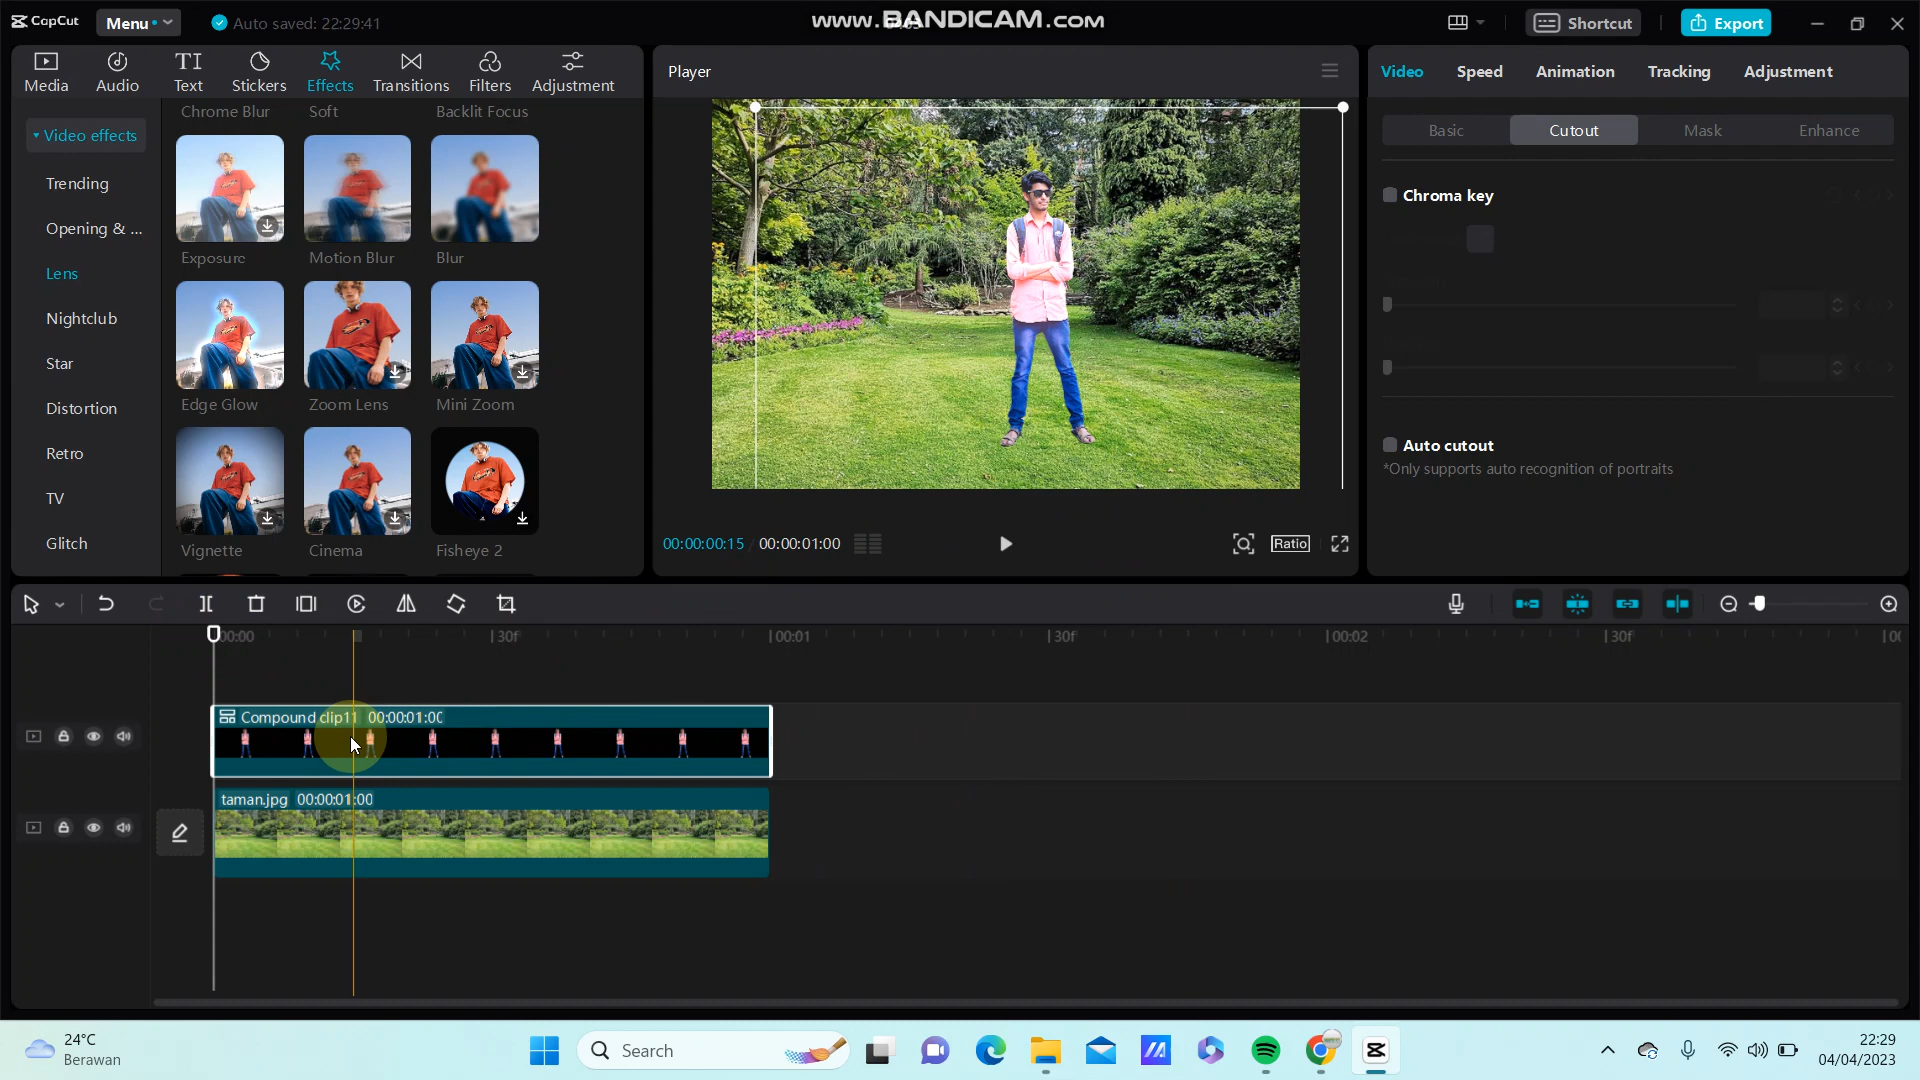 CapCut
Menu
Auto saved: 22:29:41
www.BANDICAM.com
Shortcut
Export
Media
Audio
Text
Stickers
Effects
Transitions
Filters
Adjustment
Video effects
Trending
Opening & ...
Lens
Nightclub
Star
Distortion
Retro
TV
Glitch
Chrome Blur
Soft
Backlit Focus
Exposure
Motion Blur
Blur
Edge Glow
Zoom Lens
Mini Zoom
Vignette
Cinema
Fisheye 2
Player
00:00:00:15
00:00:01:00
Ratio
Video
Speed
Animation
Tracking
Adjustment
Basic
Cutout
Mask
Enhance
Chroma key
Auto cutout
*Only supports auto recognition of portraits
00:00
30f
00:01
30f
00:02
30f
Compound clip11 00:00:01:00
taman.jpg 00:00:01:00
24°C
Berawan
Search
22:29
04/04/2023